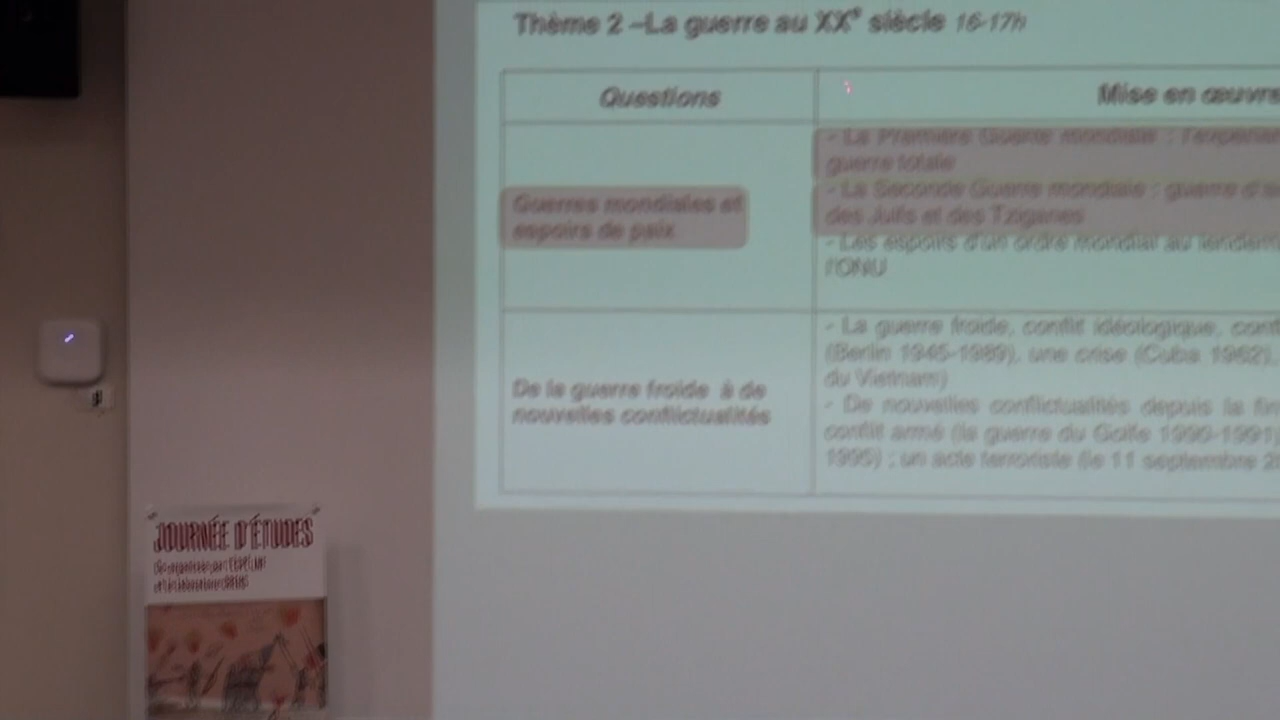 Thème 2 –La guerre au XXe siècle 16-17h
Questions
Mise en œuvre
Guerres mondiales et
espoirs de paix
- La Première Guerre mondiale :
guerre totale
- La Seconde Guerre mondiale : guerre
des Juifs et des Tziganes
- Les espoirs d'un ordre mondial au
l'ONU
De la guerre froide à de
nouvelles conflictualités
- La guerre froide, conflit idéologique,
(Berlin 1945-1989), une crise (Cuba 1962),
du Vietnam)
- De nouvelles conflictualités depuis la fin
conflit armé (la guerre du Golfe 1990-1991)
1995) ; un acte terroriste (le 11 septembre
JOURNÉE D'ÉTUDES